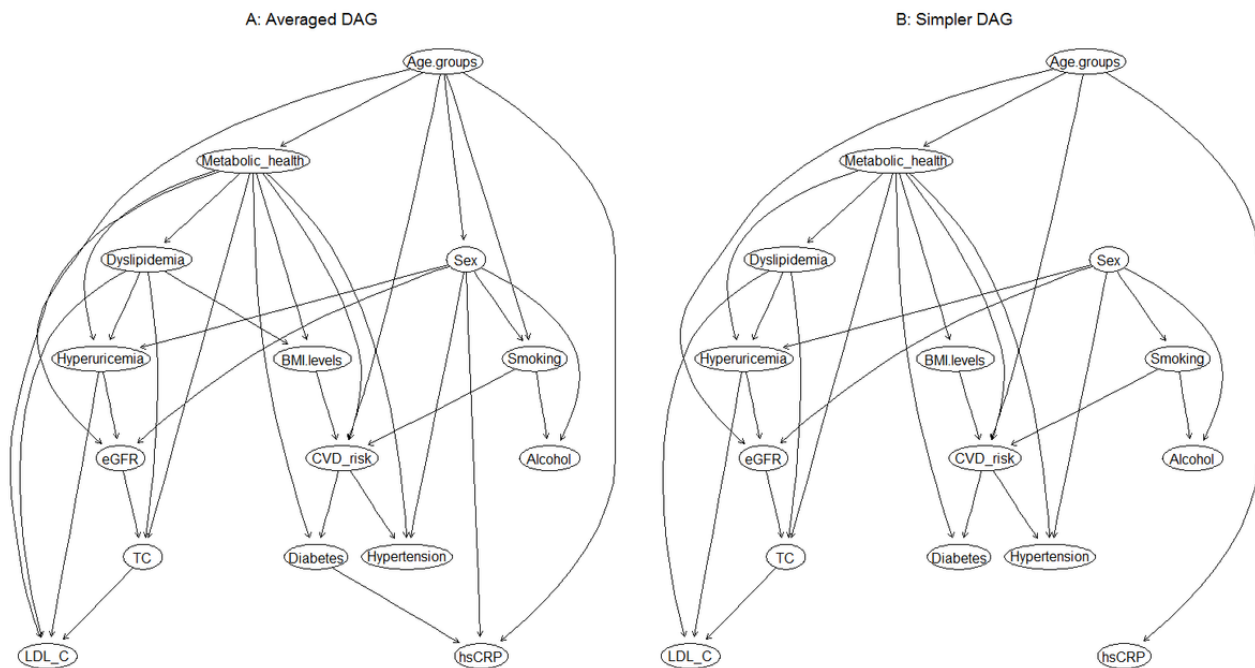 A: Averaged DAG
Age.groups
Metabolic_health
Dyslipidemia
Sex
Hyperuricemia
BMI.levels
Smoking
eGFR
CVD_risk
Alcohol
TC
Diabetes
Hypertension
LDL_C
hsCRP
B: Simpler DAG
Age.groups
Metabolic_health
Dyslipidemia
Sex
Hyperuricemia
BMI.levels
Smoking
eGFR
CVD_risk
Alcohol
TC
Diabetes
Hypertension
LDL_C
hsCRP